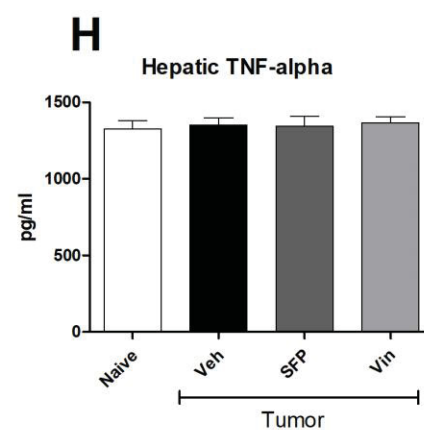 H
Hepatic TNF-alpha
1500
1000
500
0
pg/ml
Naive
Veh
SFP
Vin
Tumor